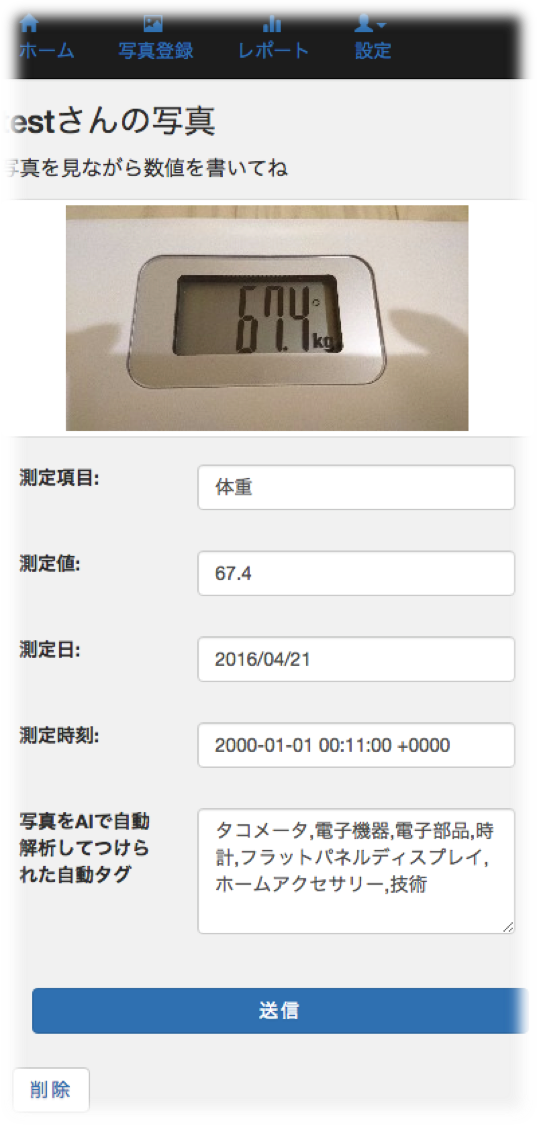 ホーム 写真登録 レポート 設定
testさんの写真
写真を見ながら数値を書いてね
67.4
kg
測定項目: 体重
測定値: 67.4
測定日: 2016/04/21
測定時刻: 2000-01-01 00:11:00 +0000
写真をAIで自動
解析してつけら
れた自動タグ
タコメータ,電子機器,電子部品,時
計,フラットパネルディスプレイ,
ホームアクセサリー,技術
送信
削除